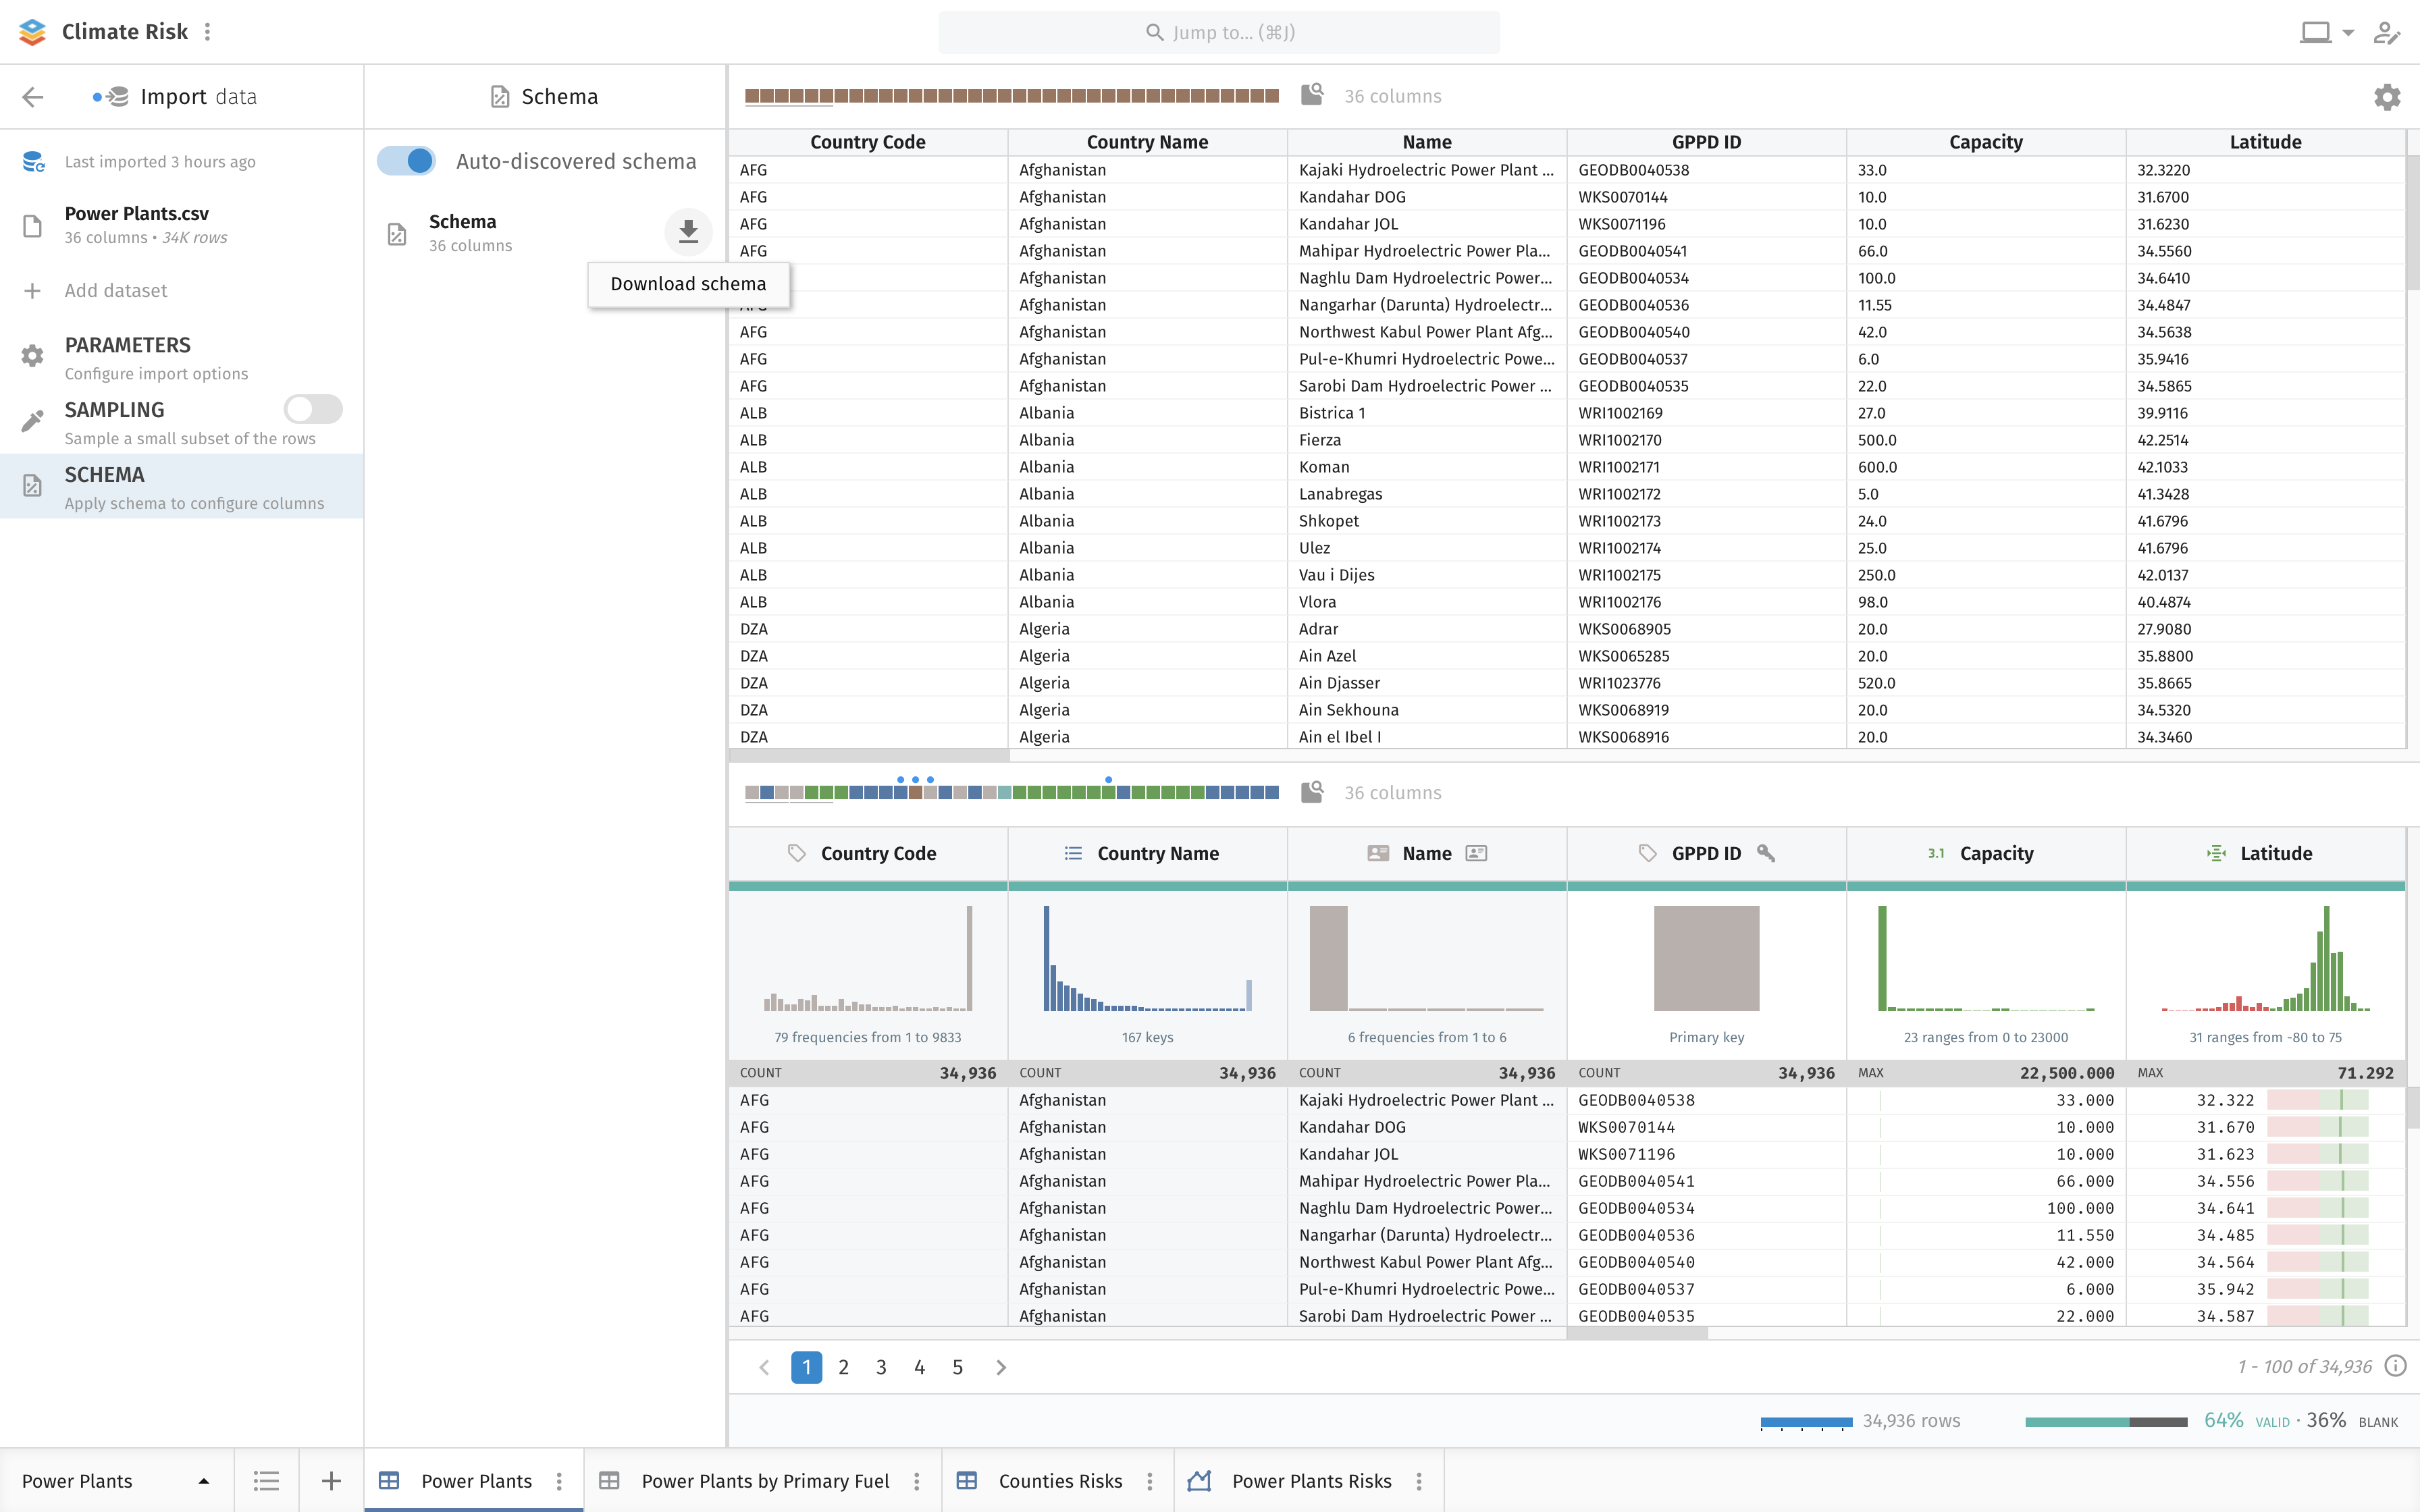 Climate Risk
Jump to... (⌘J)
Import data
Schema
36 columns
Last imported 3 hours ago
Power Plants.csv
36 columns • 34K rows
Add dataset
PARAMETERS
Configure import options
SAMPLING
Sample a small subset of the rows
SCHEMA
Apply schema to configure columns
Auto-discovered schema
Schema
36 columns
Download schema
Country Code Country Name Name GPPD ID Capacity Latitude
AFG Afghanistan Kajaki Hydroelectric Power Plant ... GEODB0040538 33.0 32.3220
AFG Afghanistan Kandahar DOG WKS0070144 10.0 31.6700
AFG Afghanistan Kandahar JOL WKS0071196 10.0 31.6230
AFG Afghanistan Mahipar Hydroelectric Power Pla... GEODB0040541 66.0 34.5560
Afghanistan Naghlu Dam Hydroelectric Power... GEODB0040534 100.0 34.6410
AFG Afghanistan Nangarhar (Darunta) Hydroelectr... GEODB0040536 11.55 34.4847
AFG Afghanistan Northwest Kabul Power Plant Afg... GEODB0040540 42.0 34.5638
AFG Afghanistan Pul-e-Khumri Hydroelectric Powe... GEODB0040537 6.0 35.9416
AFG Afghanistan Sarobi Dam Hydroelectric Power ... GEODB0040535 22.0 34.5865
ALB Albania Bistrica 1 WRI1002169 27.0 39.9116
ALB Albania Fierza WRI1002170 500.0 42.2514
ALB Albania Koman WRI1002171 600.0 42.1033
ALB Albania Lanabregas WRI1002172 5.0 41.3428
ALB Albania Shkopet WRI1002173 24.0 41.6796
ALB Albania Ulez WRI1002174 25.0 41.6796
ALB Albania Vau i Dijes WRI1002175 250.0 42.0137
ALB Albania Vlora WRI1002176 98.0 40.4874
DZA Algeria Adrar WKS0068905 20.0 27.9080
DZA Algeria Ain Azel WKS0065285 20.0 35.8800
DZA Algeria Ain Djasser WRI1023776 520.0 35.8665
DZA Algeria Ain Sekhouna WKS0068919 20.0 34.5320
DZA Algeria Ain el Ibel I WKS0068916 20.0 34.3460
36 columns
Country Code Country Name Name GPPD ID 3.1 Capacity Latitude
79 frequencies from 1 to 9833 167 keys 6 frequencies from 1 to 6 Primary key 23 ranges from 0 to 23000 31 ranges from -80 to 75
COUNT 34,936 COUNT 34,936 COUNT 34,936 COUNT 34,936 MAX 22,500.000 MAX 71.292
AFG Afghanistan Kajaki Hydroelectric Power Plant ... GEODB0040538 33.000 32.322
AFG Afghanistan Kandahar DOG WKS0070144 10.000 31.670
AFG Afghanistan Kandahar JOL WKS0071196 10.000 31.623
AFG Afghanistan Mahipar Hydroelectric Power Pla... GEODB0040541 66.000 34.556
AFG Afghanistan Naghlu Dam Hydroelectric Power... GEODB0040534 100.000 34.641
AFG Afghanistan Nangarhar (Darunta) Hydroelectr... GEODB0040536 11.550 34.485
AFG Afghanistan Northwest Kabul Power Plant Afg... GEODB0040540 42.000 34.564
AFG Afghanistan Pul-e-Khumri Hydroelectric Powe... GEODB0040537 6.000 35.942
AFG Afghanistan Sarobi Dam Hydroelectric Power ... GEODB0040535 22.000 34.587
1 2 3 4 5
1 - 100 of 34,936
34,936 rows
64% VALID • 36% BLANK
Power Plants
Power Plants
Power Plants by Primary Fuel
Counties Risks
Power Plants Risks